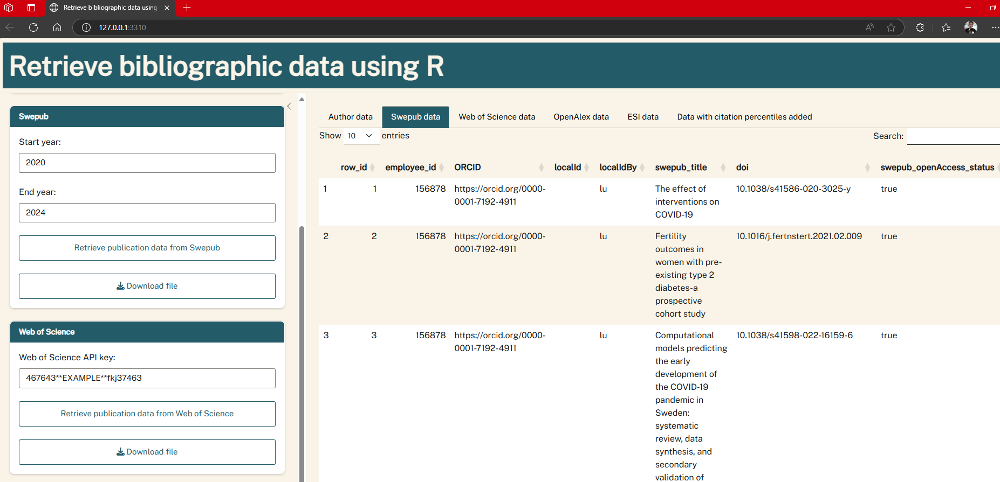 Retrieve bibliographic data using
127.0.0.1:3310
Retrieve bibliographic data using R
Swepub
Start year:
2020
End year:
2024
Retrieve publication data from Swepub
Download file
Web of Science
Web of Science API key:
467643**EXAMPLE**fkj37463
Retrieve publication data from Web of Science
Download file
Author data Swepub data Web of Science data OpenAlex data ESI data Data with citation percentiles added
Show 10 entries Search:
row_id employee_id ORCID localId localIdBy swepub_title doi swepub_openAccess_status
1 1 156878 https://orcid.org/0000- lu The effect of 10.1038/s41586-020-3025-y true
0001-7192-4911 interventions on
COVID-19
2 2 156878 https://orcid.org/0000- lu Fertility 10.1016/j.fertnstert.2021.02.009 true
0001-7192-4911 outcomes in
women with pre-
existing type 2
diabetes-a
prospective
cohort study
3 3 156878 https://orcid.org/0000- lu Computational 10.1038/s41598-022-16159-6 true
0001-7192-4911 models predicting
the early
development of
the COVID-19
pandemic in
Sweden:
systematic
review, data
synthesis, and
secondary
validation of